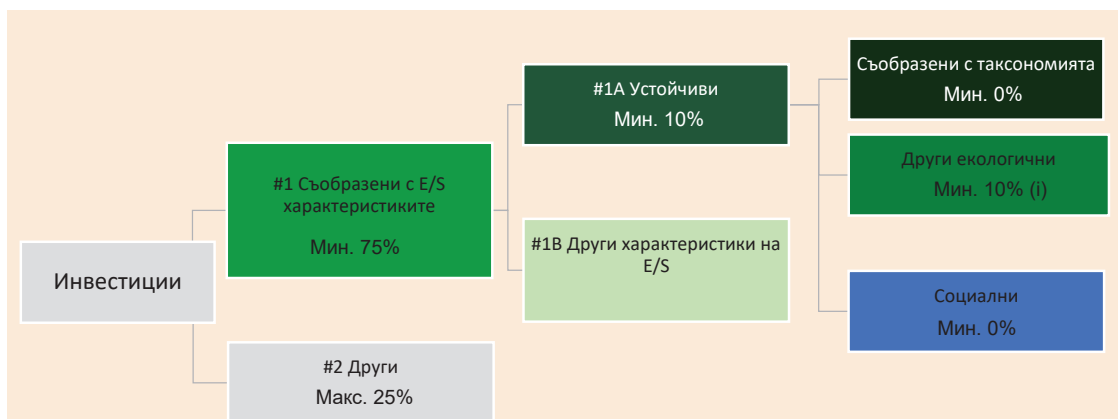 Инвестиции
#1 Съобразени с E/S
характеристиките
Мин. 75%
#2 Други
Макс. 25%
#1A Устойчиви
Мин. 10%
#1B Други характеристики на
E/S
Съобразени с таксономията
Мин. 0%
Други екологични
Мин. 10% (i)
Социални
Мин. 0%